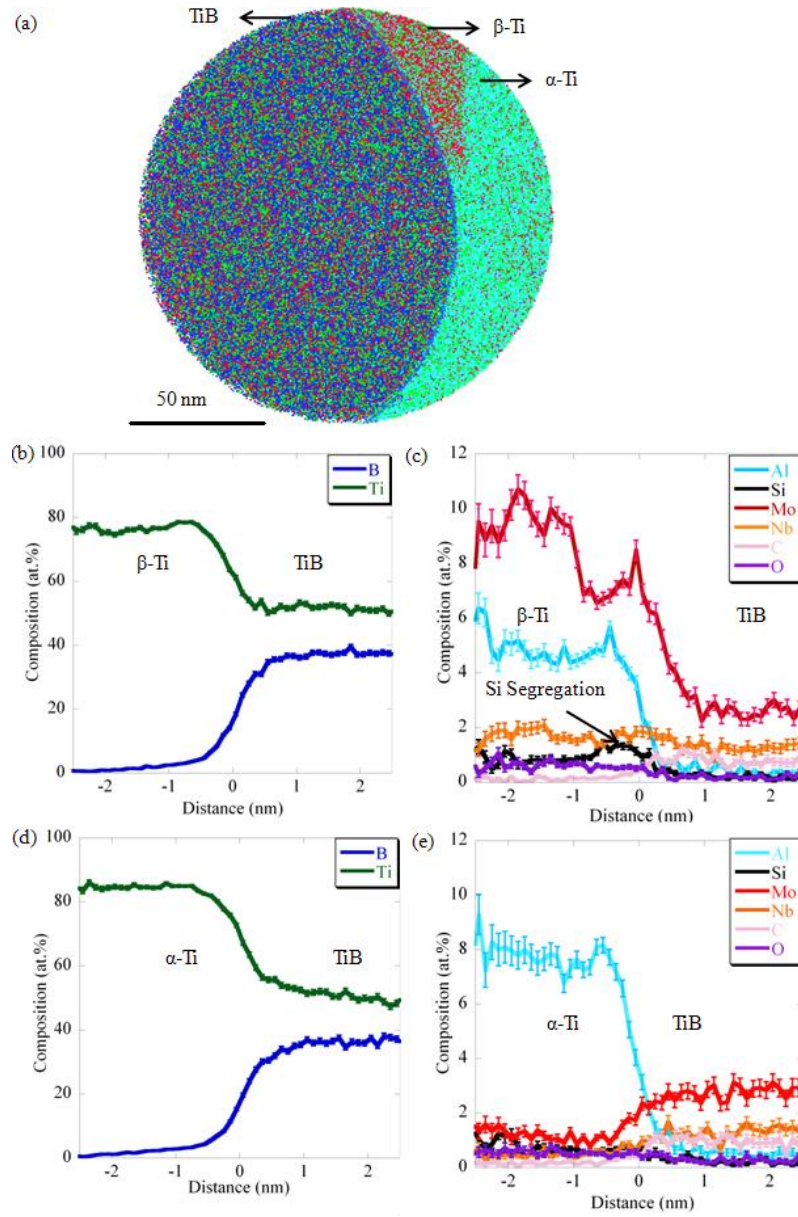 (a)
TiB
β-Ti
α-Ti
50 nm
(b)
100
80
60
40
20
0
Composition (at.%)
B
Ti
β-Ti
TiB
-2
-1
0
1
2
Distance (nm)
(c)
12
10
8
6
4
2
0
Composition (at.%)
Al
Si
Mo
Nb
C
O
β-Ti
TiB
Si Segregation
-2
-1
0
1
2
Distance (nm)
(d)
100
80
60
40
20
0
Composition (at.%)
B
Ti
α-Ti
TiB
-2
-1
0
1
2
Distance (nm)
(e)
12
10
8
6
4
2
0
Composition (at.%)
Al
Si
Mo
Nb
C
O
α-Ti
TiB
-2
-1
0
1
2
Distance (nm)